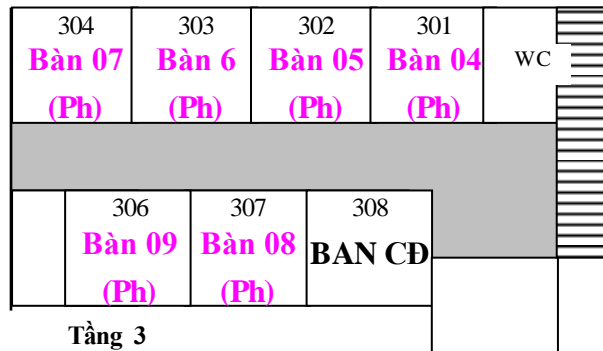 304
Bàn 07
(Ph)
303
Bàn 6
(Ph)
302
Bàn 05
(Ph)
301
Bàn 04
(Ph)
WC
306
Bàn 09
(Ph)
307
Bàn 08
(Ph)
308
BAN CĐ
Tầng 3